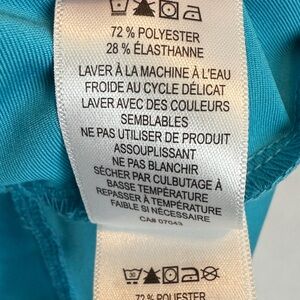 72 % POLYESTER
28 % ÉLASTHANNE
LAVER À LA MACHINE À L'EAU
FROIDE AU CYCLE DÉLICAT
LAVER AVEC DES COULEURS
SEMBLABLES
NE PAS UTILISER DE PRODUIT
ASSOUPLISSANT
NE PAS BLANCHIR
SÉCHER PAR CULBUTAGE À
BASSE TEMPÉRATURE
REPASSER À TEMPÉRATURE
FAIBLE SI NÉCESSAIRE
CA# 07043
30
72 % POLIESTER